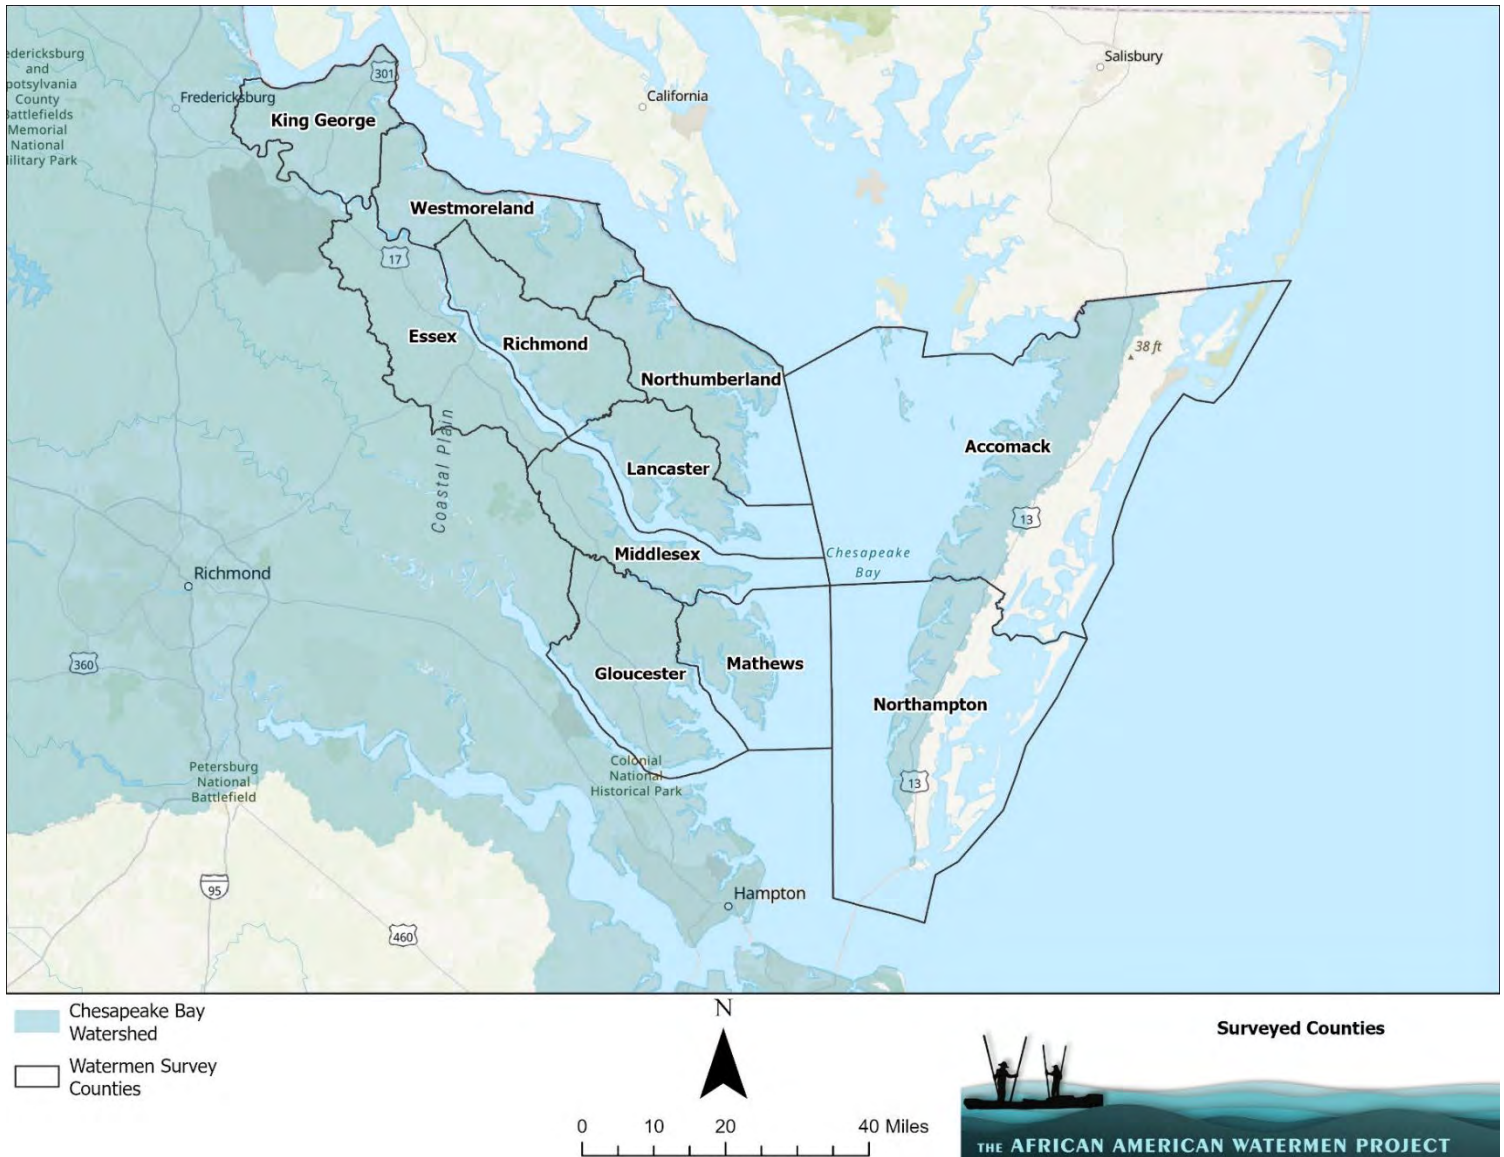 edericksburg
and
potsylvania
County
Battlefields
Memorial
National
Military Park
Fredericksburg
301
King George
California
Salisbury
Westmoreland
17
Essex
Richmond
Northumberland
38 ft
Coastal Plain
Lancaster
Accomack
13
Middlesex
Chesapeake
Bay
Richmond
360
Gloucester
Mathews
Northampton
Petersburg
National
Battlefield
Colonial
National
Historical Park
13
95
460
Hampton
Chesapeake Bay
Watershed
Watermen Survey
Counties
N
0 10 20 40 Miles
Surveyed Counties
THE AFRICAN AMERICAN WATERMEN PROJECT